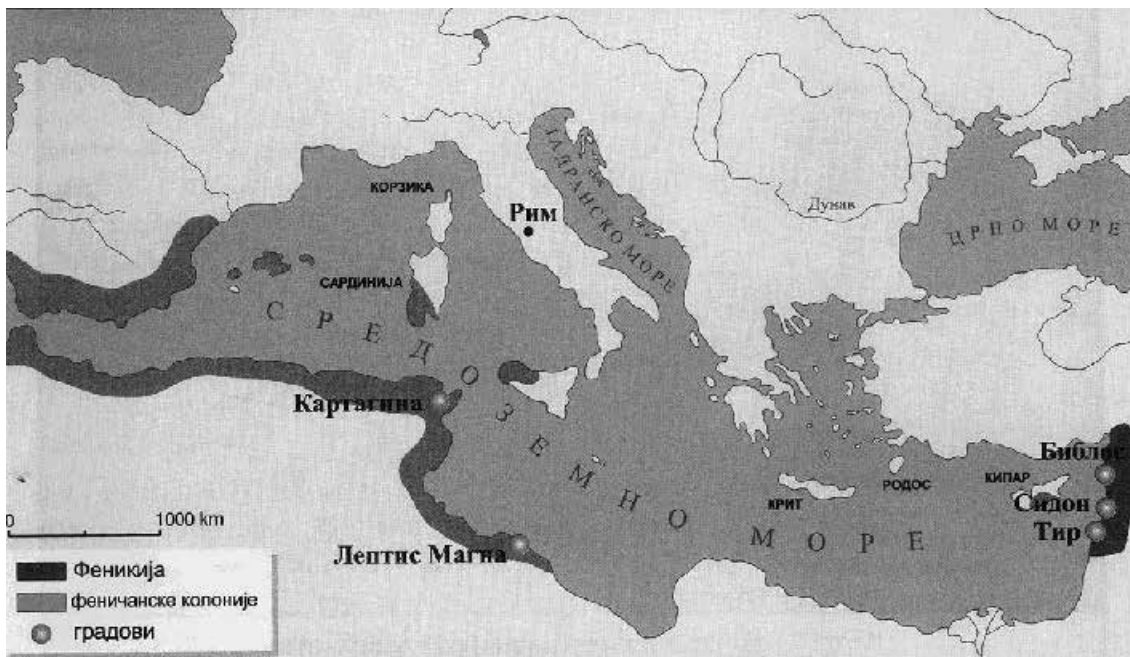 КОРЗИКА
Рим
ЈАДРАНСКО МОРЕ
Дунав
ЦРНО МОРЕ
САРДИНИЈА
СРЕДОЗЕМНО МОРЕ
Картагина
Библос
РОДОС
КИПАР
КРИТ
Сидон
Тир
0 1000 km
Лептис Магна
Феникија
феничанске колоније
градови